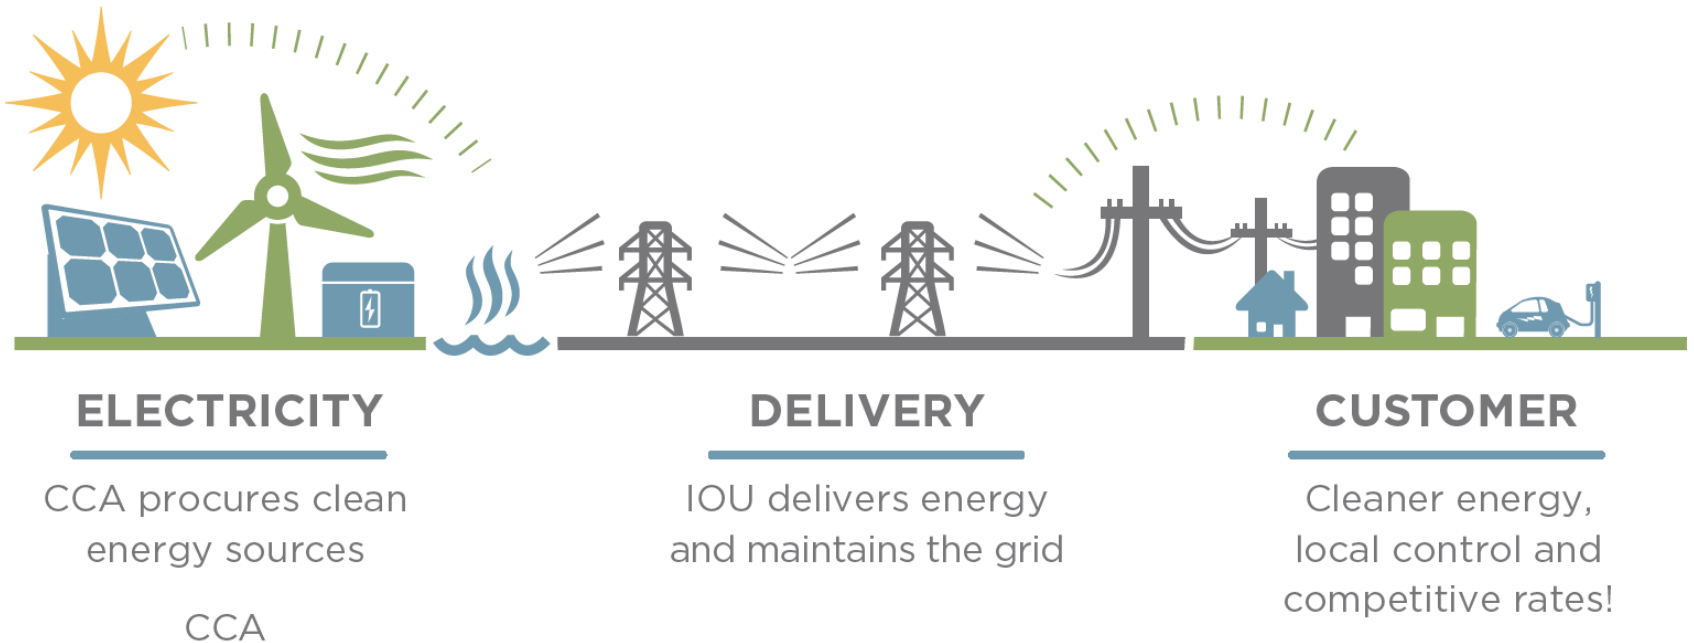 ELECTRICITY
CCA procures clean
energy sources
CCA
DELIVERY
IOU delivers energy
and maintains the grid
CUSTOMER
Cleaner energy,
local control and
competitive rates!